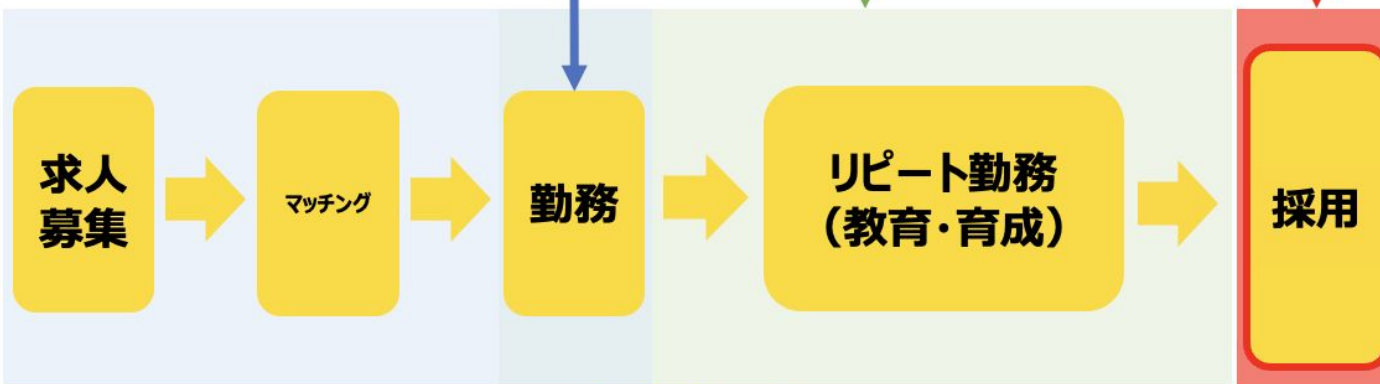 求人
募集
マッチング
勤務
リピート勤務
（教育・育成）
採用